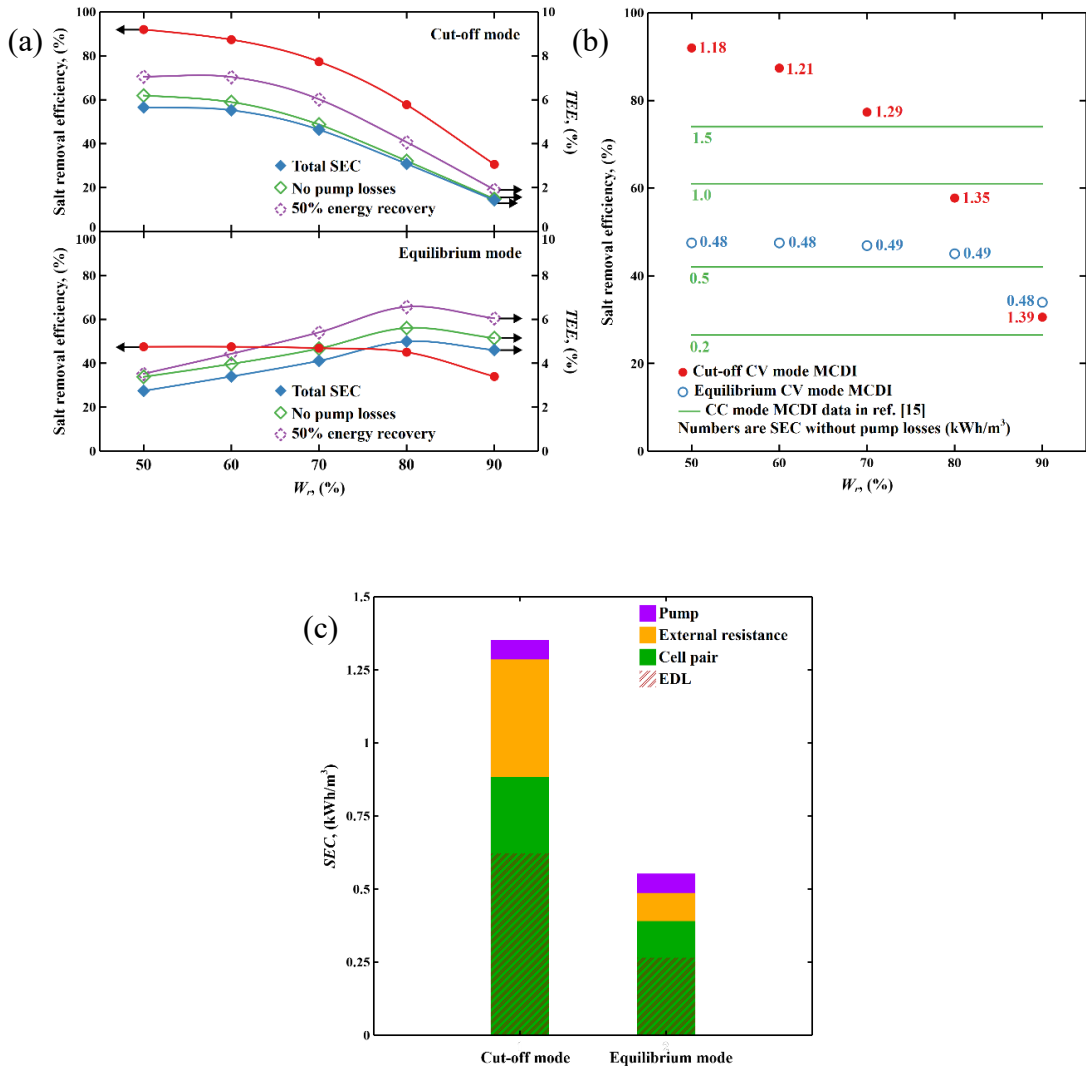 (a)
Cut-off mode
Salt removal efficiency, (%)
TEE, (%)
100
80
60
40
20
0
10
8
6
4
2
0
Total SEC
No pump losses
50% energy recovery
Equilibrium mode
Salt removal efficiency, (%)
TEE, (%)
100
80
60
40
20
0
10
8
6
4
2
0
Total SEC
No pump losses
50% energy recovery
50 60 70 80 90
Wr, (%)
(b)
Salt removal efficiency, (%)
100
80
60
40
20
0
1.18
1.21
1.29
1.5
1.0
1.35
0.48 0.48 0.49 0.49
0.5
0.48
1.39
0.2
Cut-off CV mode MCDI
Equilibrium CV mode MCDI
CC mode MCDI data in ref. [15]
Numbers are SEC without pump losses (kWh/m³)
50 60 70 80 90
Wr, (%)
(c)
SEC, (kWh/m³)
1.5
1.25
1
0.75
0.5
0.25
0
Pump
External resistance
Cell pair
EDL
Cut-off mode Equilibrium mode